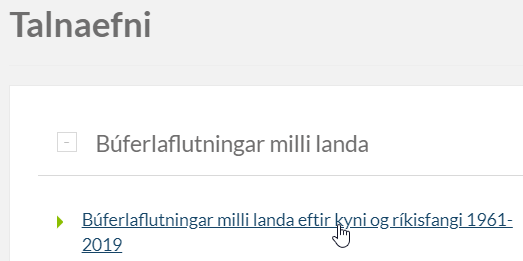 Talnaefni
Búferlaflutningar milli landa
Búferlaflutningar milli landa eftir kyni og ríkisfangi 1961-
2019